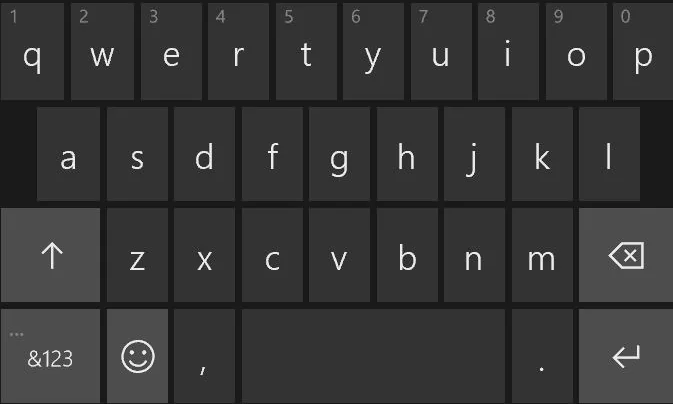 1 2 3 4 5 6 7 8 9 0
q w e r t y u i o p
a s d f g h j k l
z x c v b n m
...
&123 , .